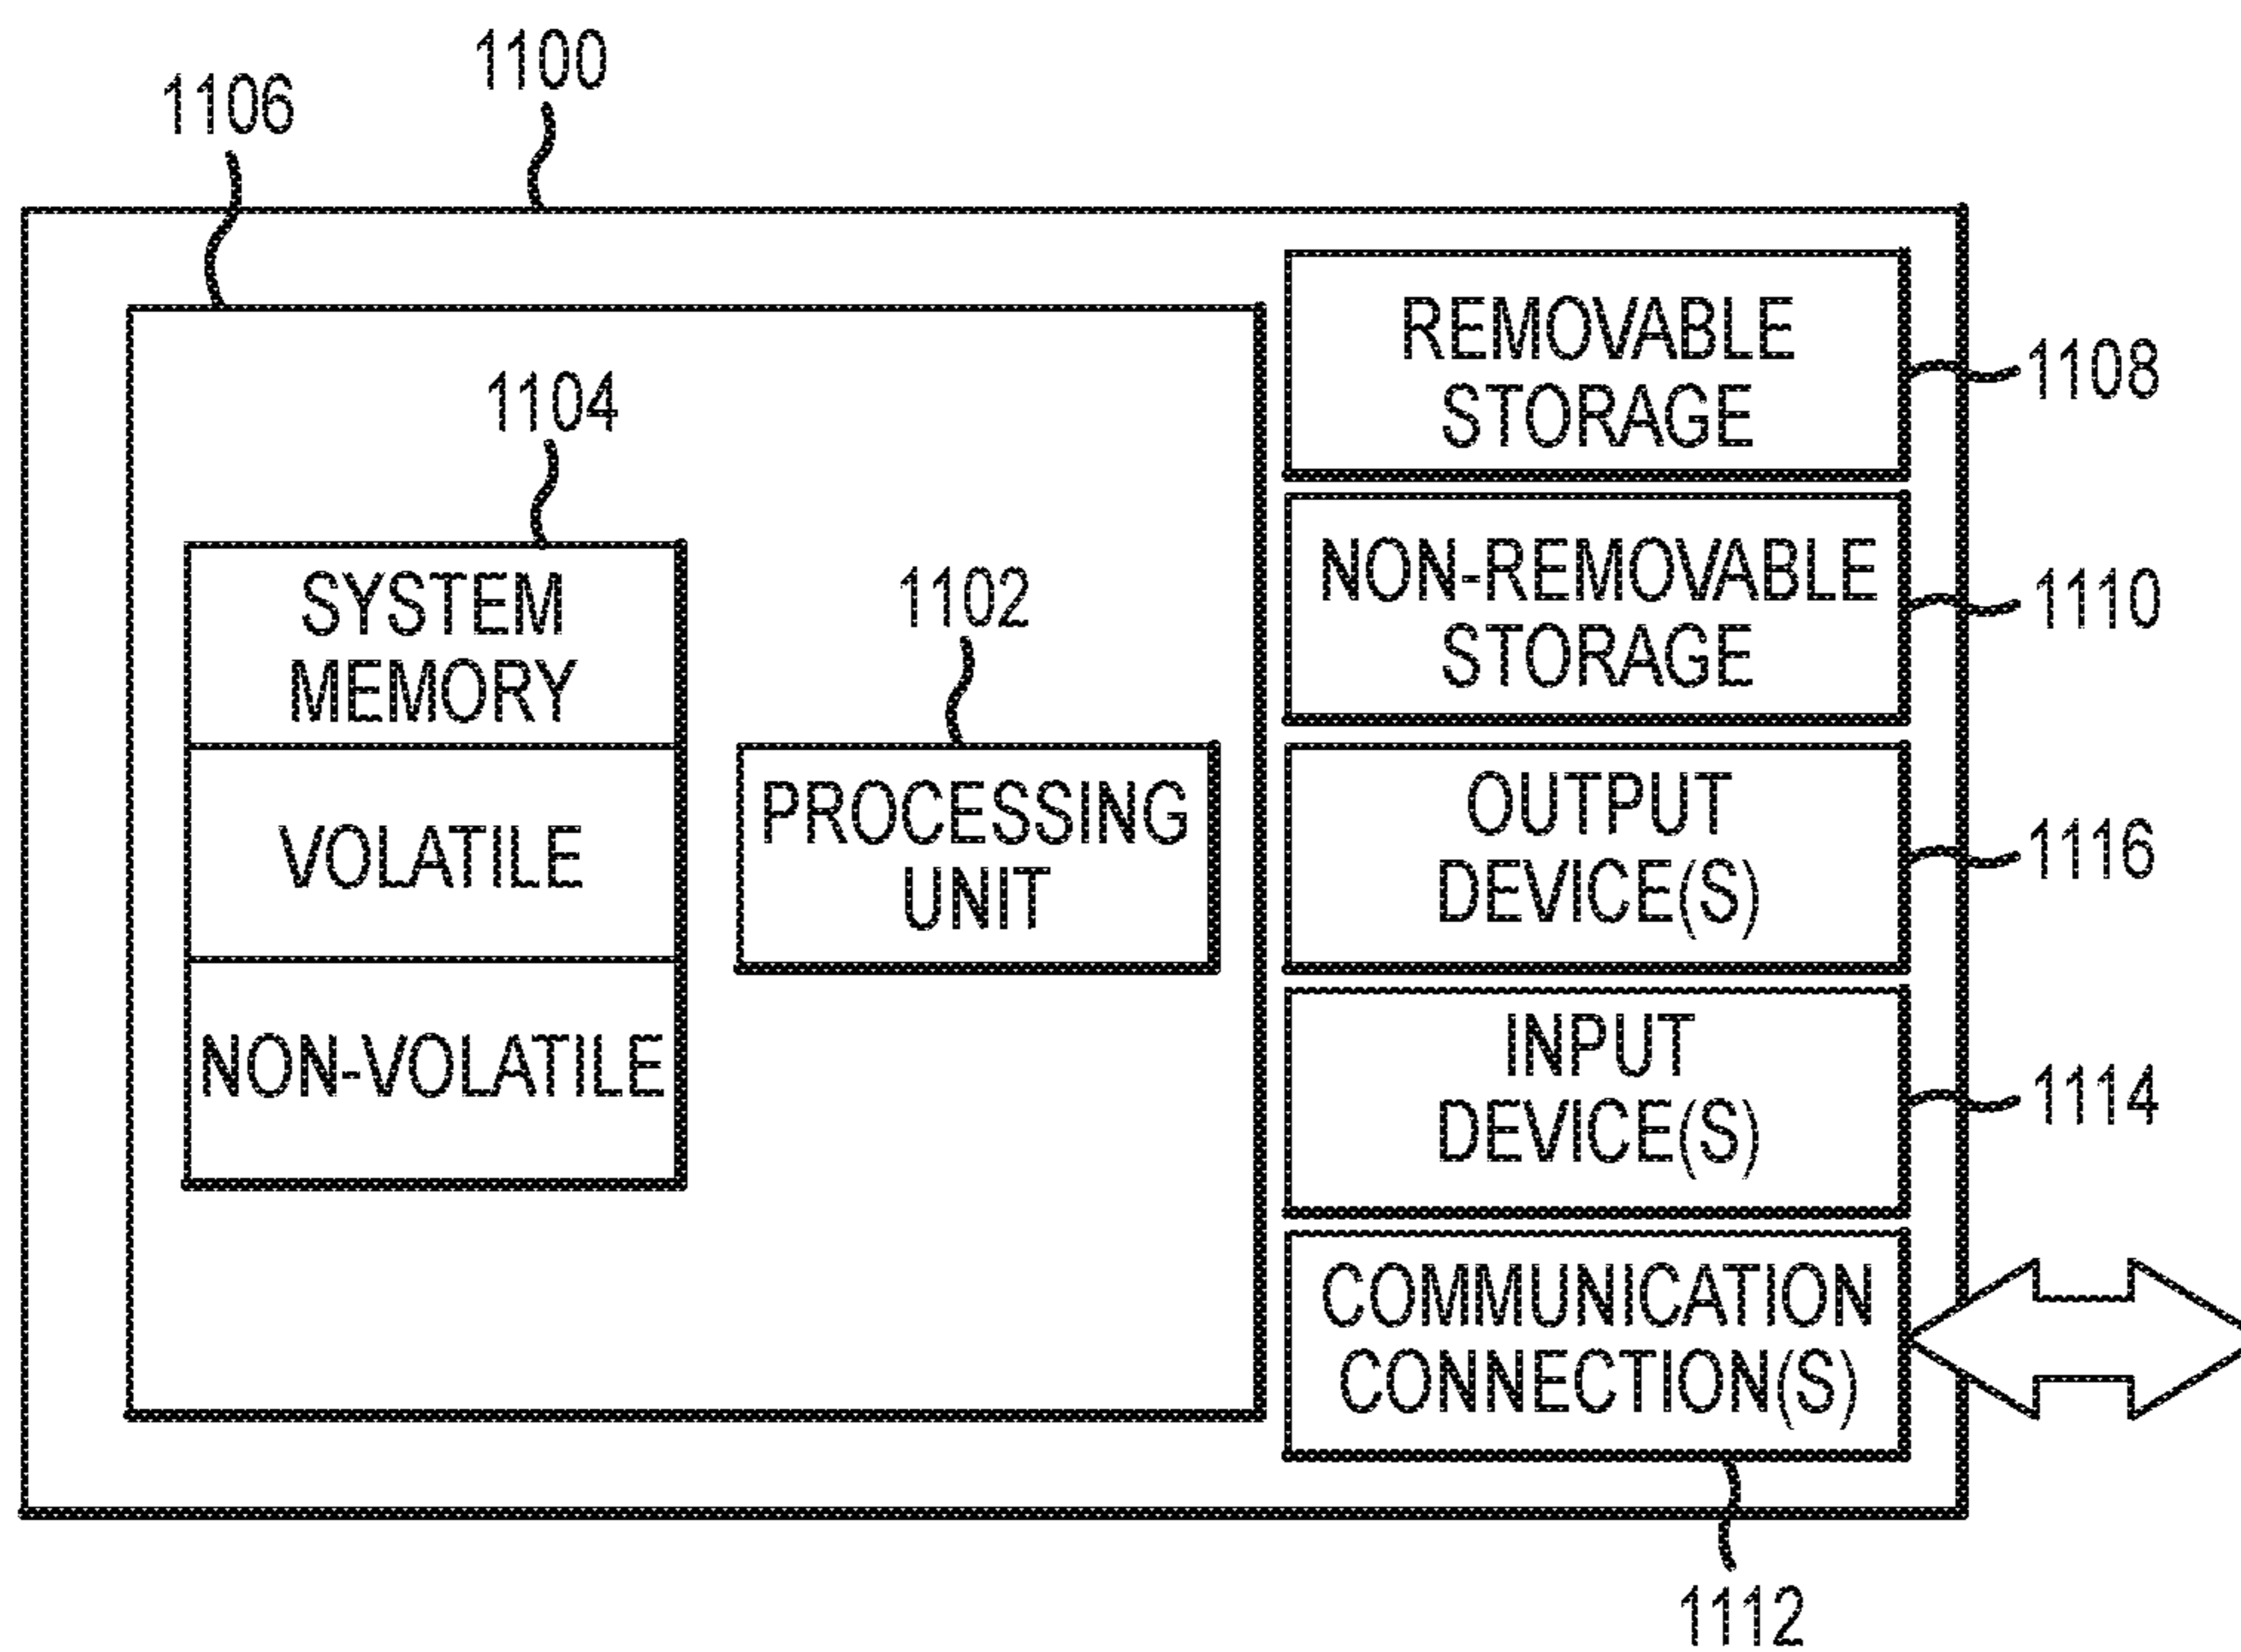 1100
1106
REMOVABLE
STORAGE
1108
1104
NON-REMOVABLE
STORAGE
1110
SYSTEM
MEMORY
1102
VOLATILE
PROCESSING
UNIT
OUTPUT
DEVICE(S)
1116
NON-VOLATILE
INPUT
DEVICE(S)
1114
COMMUNICATION
CONNECTION(S)
1112